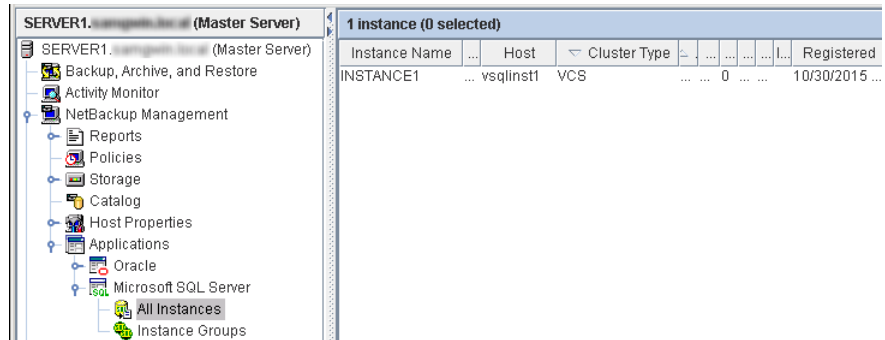 SERVER1. (Master Server)
SERVER1. (Master Server)
Backup, Archive, and Restore
Activity Monitor
NetBackup Management
Reports
Policies
Storage
Catalog
Host Properties
Applications
Oracle
Microsoft SQL Server
All Instances
Instance Groups
1 instance (0 selected)
Instance Name ... Host Cluster Type ... ... ... ... I... Registered
INSTANCE1 ... vsqlinst1 VCS ... ... 0 ... ... 10/30/2015 ...